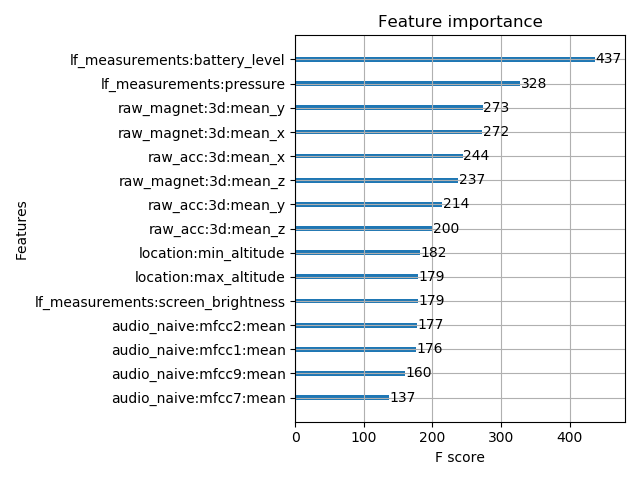 Feature importance
Features
lf_measurements:battery_level 437
lf_measurements:pressure 328
raw_magnet:3d:mean_y 273
raw_magnet:3d:mean_x 272
raw_acc:3d:mean_x 244
raw_magnet:3d:mean_z 237
raw_acc:3d:mean_y 214
raw_acc:3d:mean_z 200
location:min_altitude 182
location:max_altitude 179
lf_measurements:screen_brightness 179
audio_naive:mfcc2:mean 177
audio_naive:mfcc1:mean 176
audio_naive:mfcc9:mean 160
audio_naive:mfcc7:mean 137
0 100 200 300 400
F score